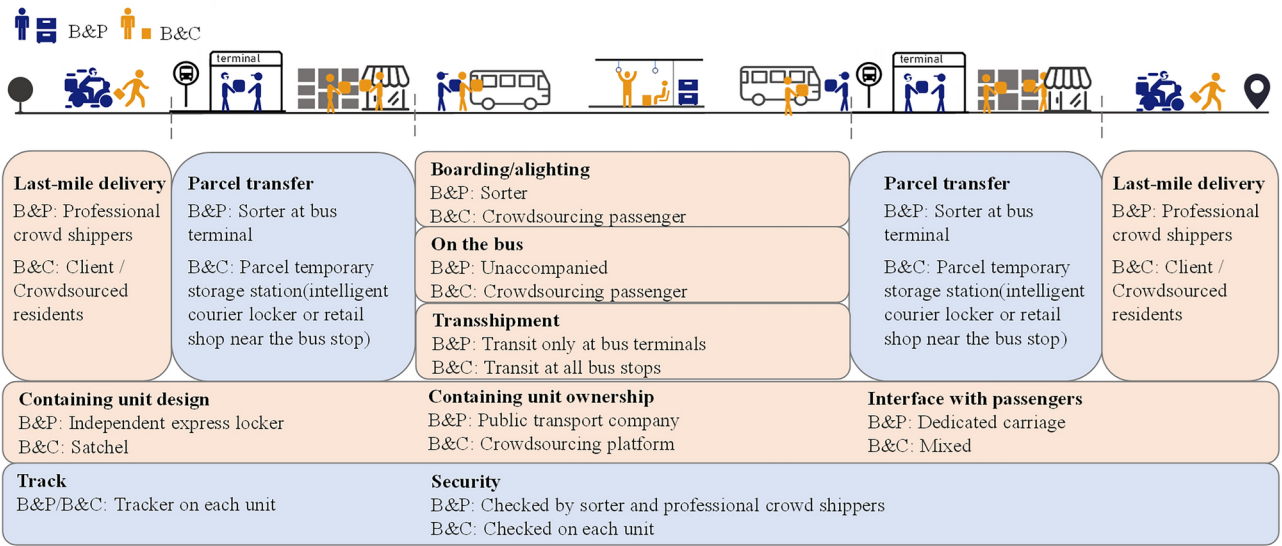 B&P
B&C
terminal
terminal
Last-mile delivery
B&P: Professional
crowd shippers
B&C: Client /
Crowdsourced
residents
Parcel transfer
B&P: Sorter at bus
terminal
B&C: Parcel temporary
storage station(intelligent
courier locker or retail
shop near the bus stop)
Boarding/alighting
B&P: Sorter
B&C: Crowdsourcing passenger
On the bus
B&P: Unaccompanied
B&C: Crowdsourcing passenger
Transshipment
B&P: Transit only at bus terminals
B&C: Transit at all bus stops
Parcel transfer
B&P: Sorter at bus
terminal
B&C: Parcel temporary
storage station(intelligent
courier locker or retail
shop near the bus stop)
Last-mile delivery
B&P: Professional
crowd shippers
B&C: Client /
Crowdsourced
residents
Containing unit design
B&P: Independent express locker
B&C: Satchel
Containing unit ownership
B&P: Public transport company
B&C: Crowdsourcing platform
Interface with passengers
B&P: Dedicated carriage
B&C: Mixed
Track
B&P/B&C: Tracker on each unit
Security
B&P: Checked by sorter and professional crowd shippers
B&C: Checked on each unit